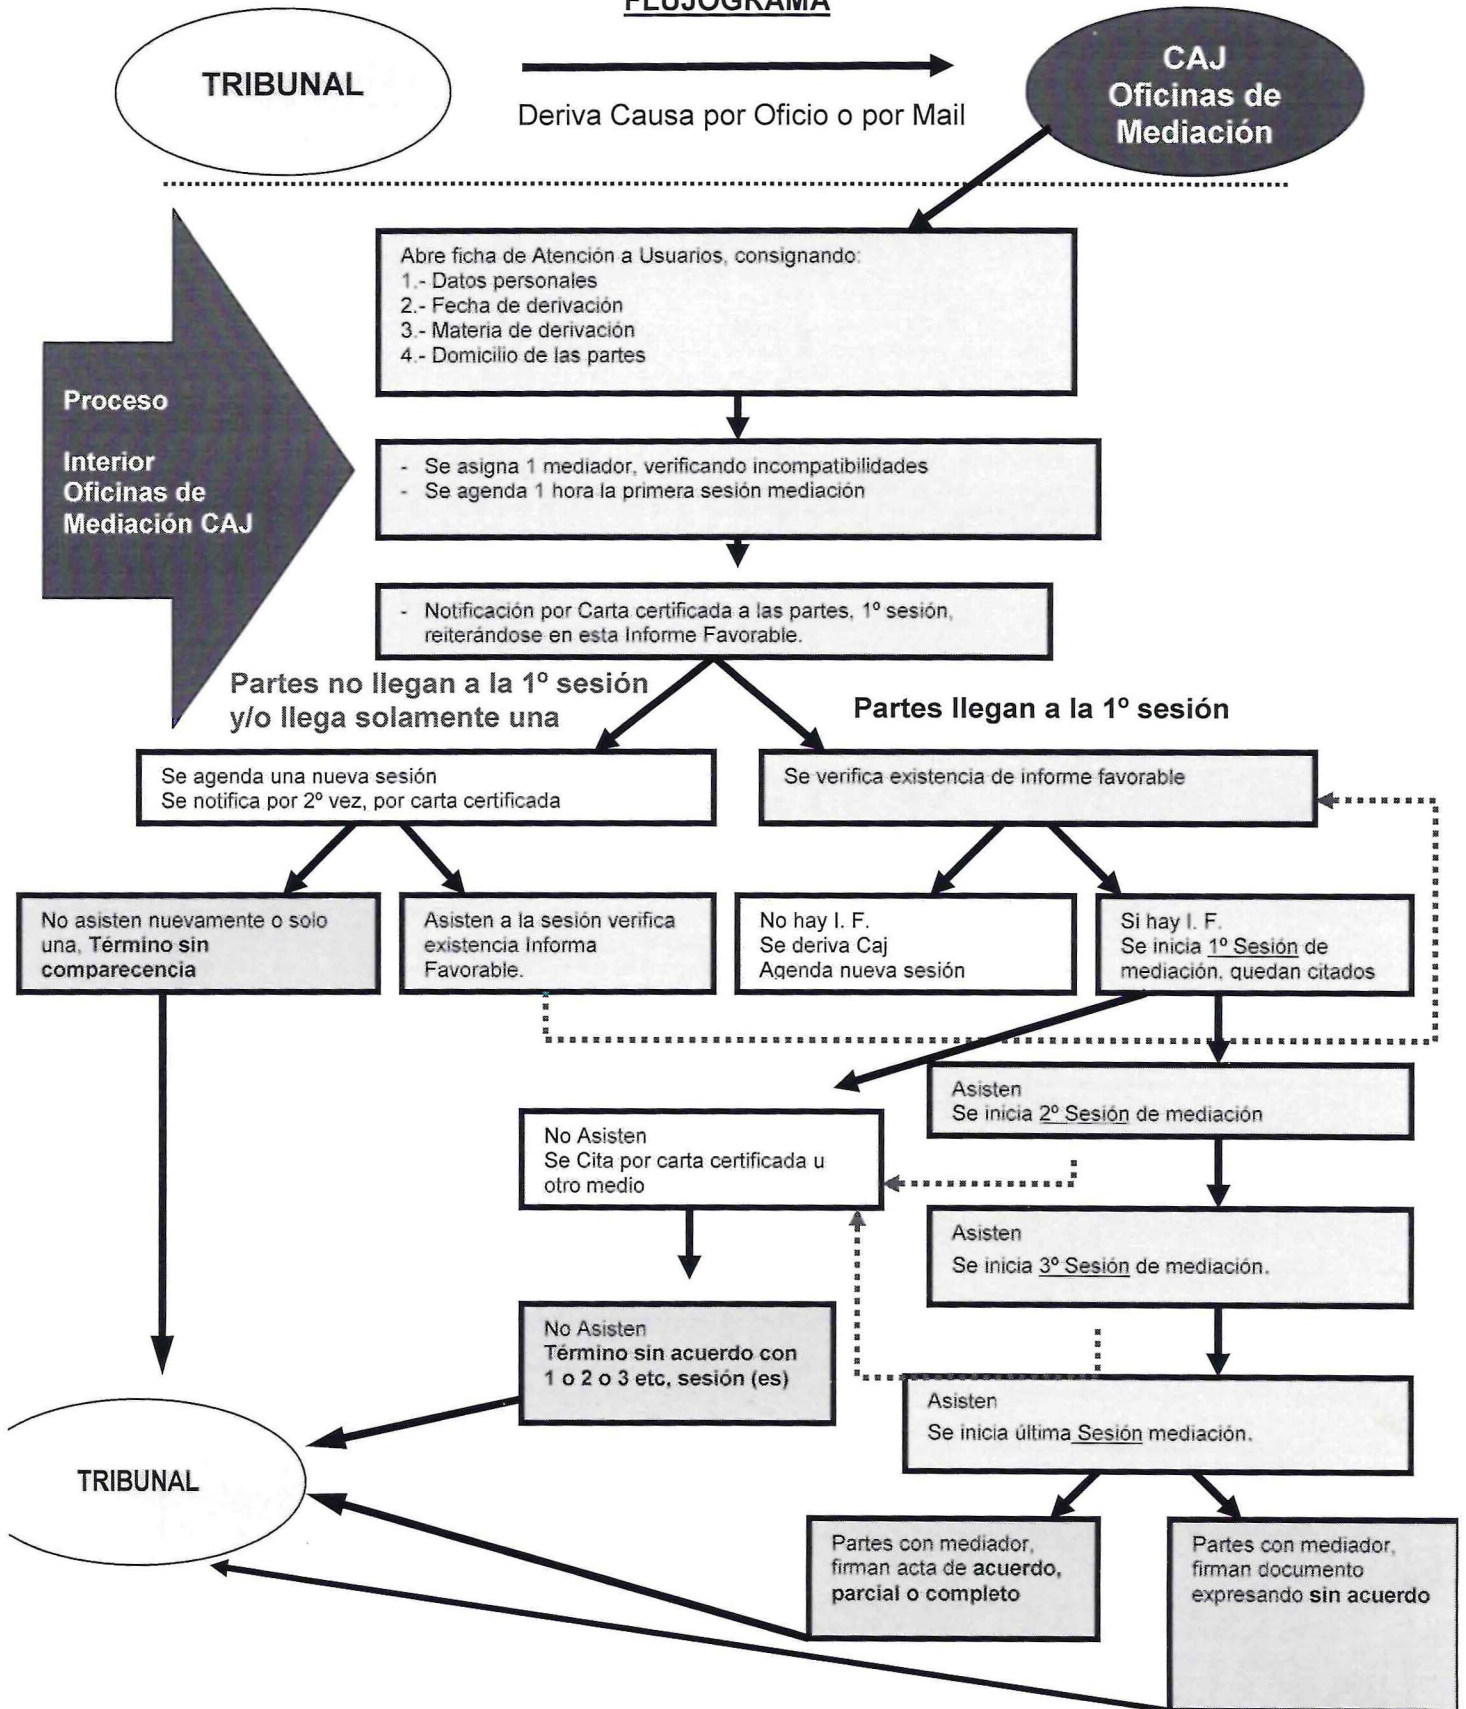 FLUJOGRAMA
TRIBUNAL
Deriva Causa por Oficio o por Mail
CAJ
Oficinas de
Mediación
Abre ficha de Atención a Usuarios, consignando:
1.- Datos personales
2.- Fecha de derivación
3.- Materia de derivación
4.- Domicilio de las partes
Proceso
Interior
Oficinas de
Mediación CAJ
- Se asigna 1 mediador, verificando incompatibilidades
- Se agenda 1 hora la primera sesión mediación
- Notificación por Carta certificada a las partes, 1º sesión,
reiterándose en esta Informe Favorable.
Partes no llegan a la 1º sesión
y/o llega solamente una
Partes llegan a la 1º sesión
Se agenda una nueva sesión
Se notifica por 2º vez, por carta certificada
Se verifica existencia de informe favorable
No asisten nuevamente o solo
una, Término sin
comparecencia
Asisten a la sesión verifica
existencia Informa
Favorable.
No hay I. F.
Se deriva Caj
Agenda nueva sesión
Si hay I. F.
Se inicia 1º Sesión de
mediación, quedan citados
Asisten
Se inicia 2º Sesión de mediación
No Asisten
Se Cita por carta certificada u
otro medio
Asisten
Se inicia 3º Sesión de mediación.
No Asisten
Término sin acuerdo con
1 o 2 o 3 etc, sesión (es)
Asisten
Se inicia última Sesión mediación.
TRIBUNAL
Partes con mediador,
firman acta de acuerdo,
parcial o completo
Partes con mediador,
firman documento
expresando sin acuerdo